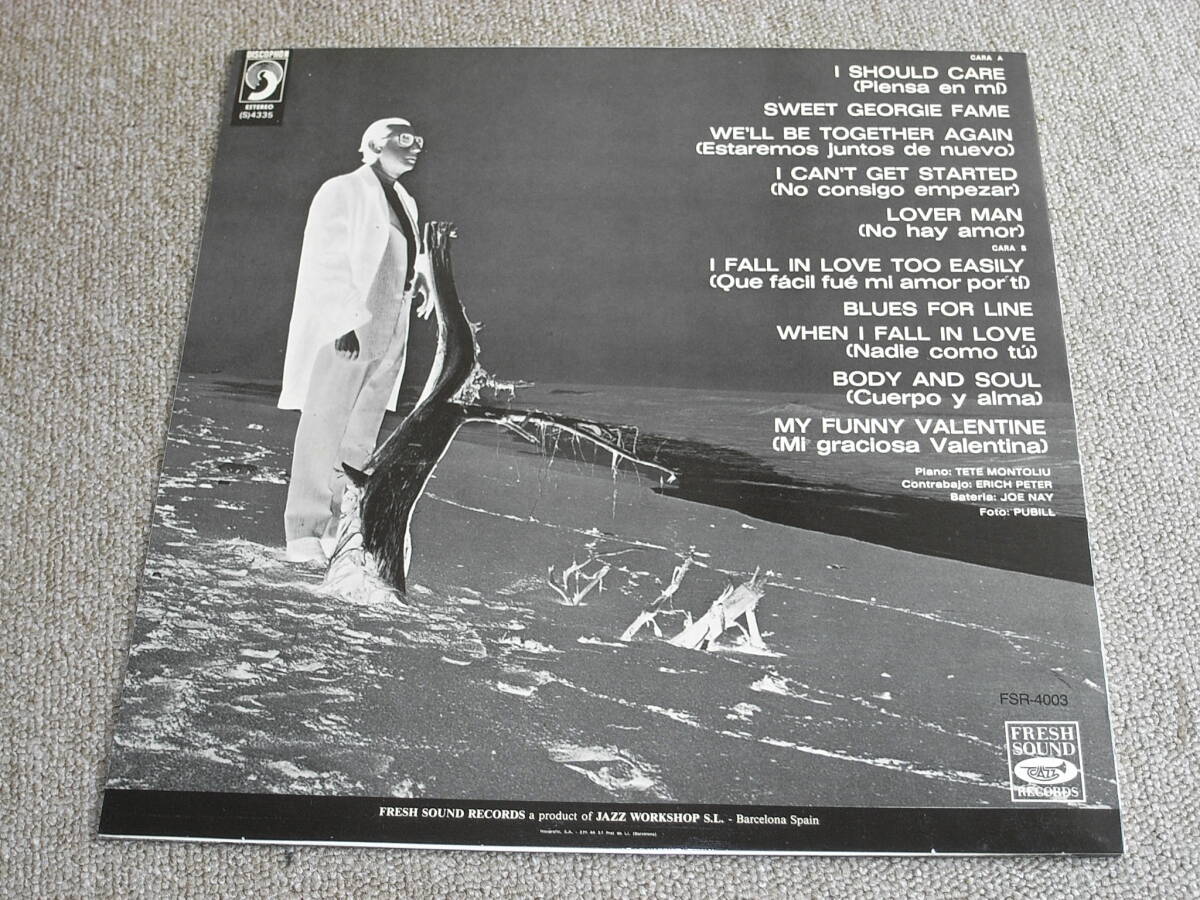 DISCOPHON
ESTEREO
(S)4335
CARA A
I SHOULD CARE
(Piensa en mí)
SWEET GEORGIE FAME
WE'LL BE TOGETHER AGAIN
(Estaremos juntos de nuevo)
I CAN'T GET STARTED
(No consigo empezar)
LOVER MAN
(No hay amor)
CARA B
I FALL IN LOVE TOO EASILY
(Que fácil fué mi amor por tí)
BLUES FOR LINE
WHEN I FALL IN LOVE
(Nadie como tú)
BODY AND SOUL
(Cuerpo y alma)
MY FUNNY VALENTINE
(Mi graciosa Valentina)
Piano: TETE MONTOLIU
Contrabajo: ERICH PETER
Bateria: JOE NAY
Foto: PUBILL
FSR-4003
FRESH
SOUND
JAZZ
RECORDS
FRESH SOUND RECORDS a product of JAZZ WORKSHOP S.L. - Barcelona Spain